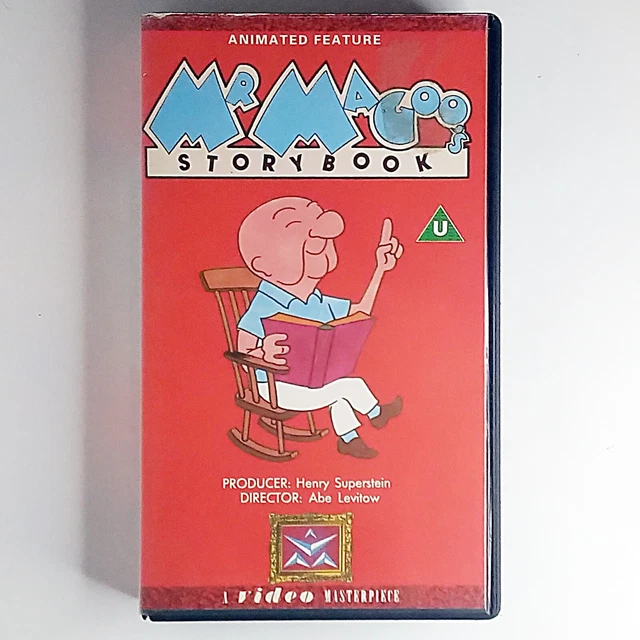 ANIMATED FEATURE
MR MAGOO'S
STORYBOOK
U
PRODUCER: Henry Superstein
DIRECTOR: Abe Levitow
A video MASTERPIECE